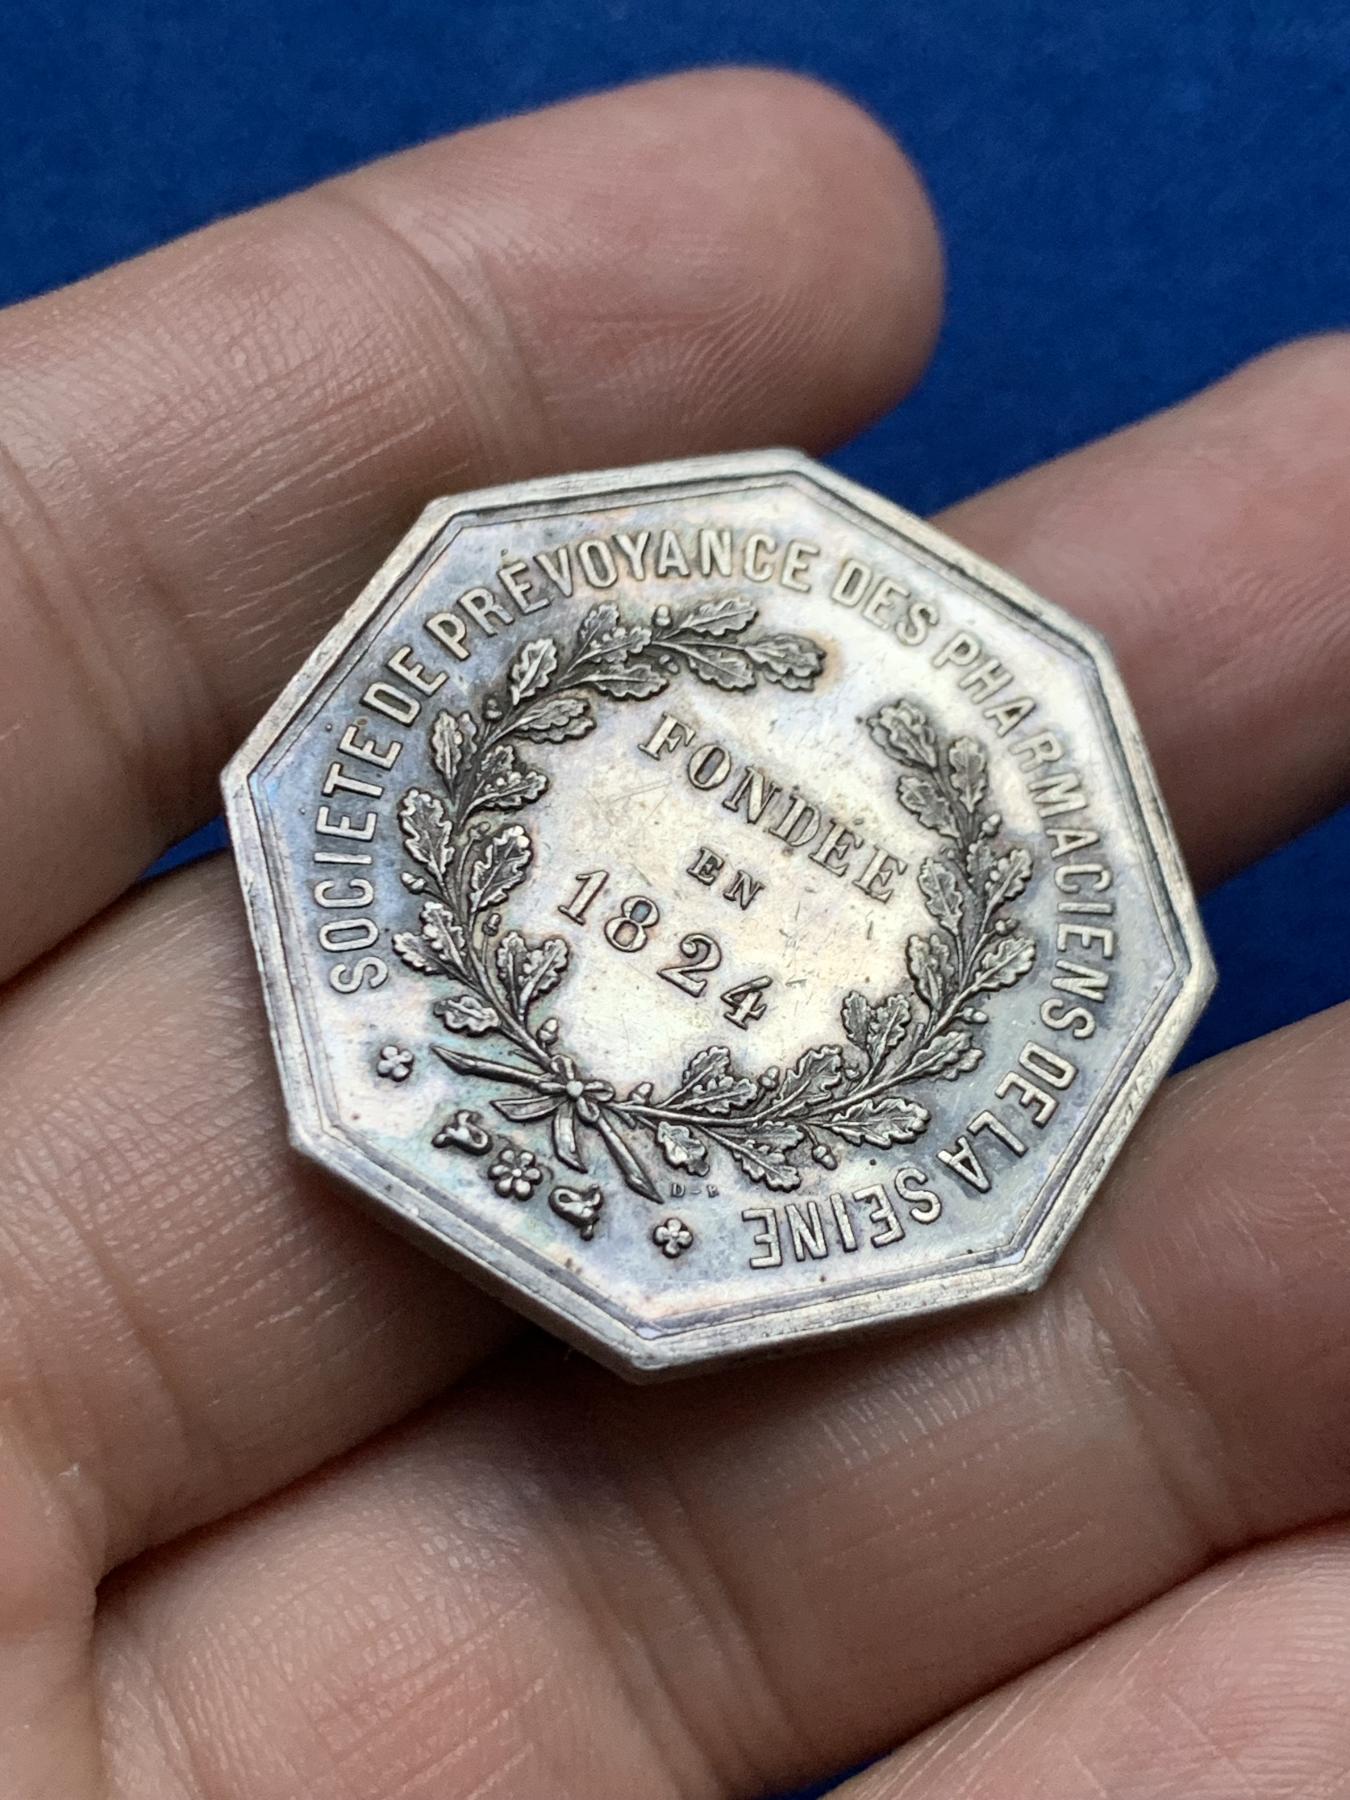 SOCIETE DE PRÉVOYANCE DES PHARMACIENS DE LA SEINE
FONDÉE
EN
1824